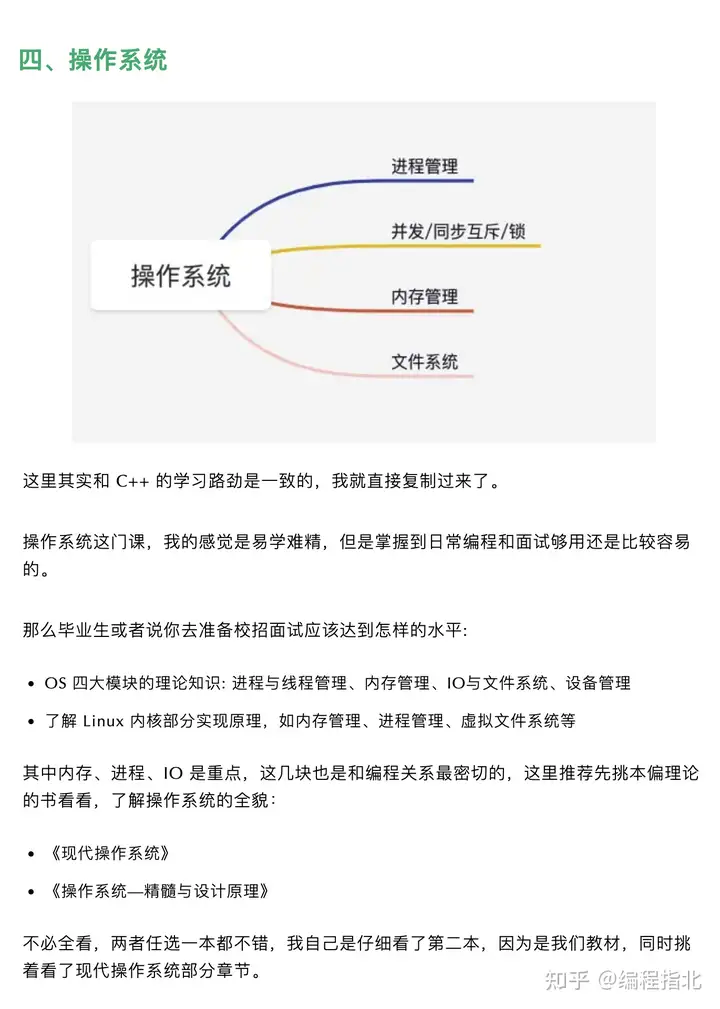 四、操作系统
进程管理
并发/同步互斥/锁
操作系统
内存管理
文件系统
这里其实和 C++ 的学习路劲是一致的，我就直接复制过来了。
操作系统这门课，我的感觉是易学难精，但是掌握到日常编程和面试够用还是比较容易
的。
那么毕业生或者说你去准备校招面试应该达到怎样的水平:
• OS 四大模块的理论知识: 进程与线程管理、内存管理、IO与文件系统、设备管理
• 了解 Linux 内核部分实现原理，如内存管理、进程管理、虚拟文件系统等
其中内存、进程、IO 是重点，这几块也是和编程关系最密切的，这里推荐先挑本偏理论
的书看看，了解操作系统的全貌：
• 《现代操作系统》
• 《操作系统—精髓与设计原理》
不必全看，两者任选一本都不错，我自己是仔细看了第二本，因为是我们教材，同时挑
着看了现代操作系统部分章节。
知乎 @编程指北